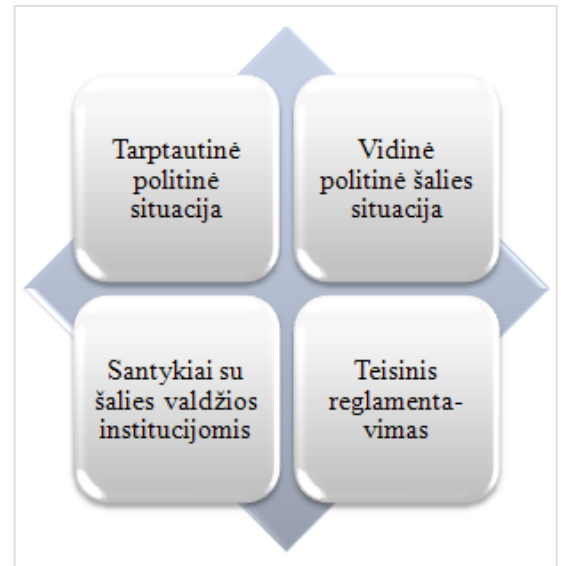 Tarptautinė
politinė
situacija
Vidinė
politinė šalies
situacija
Santykiai su
šalies valdžios
institucijomis
Teisinis
reglamenta-
vimas